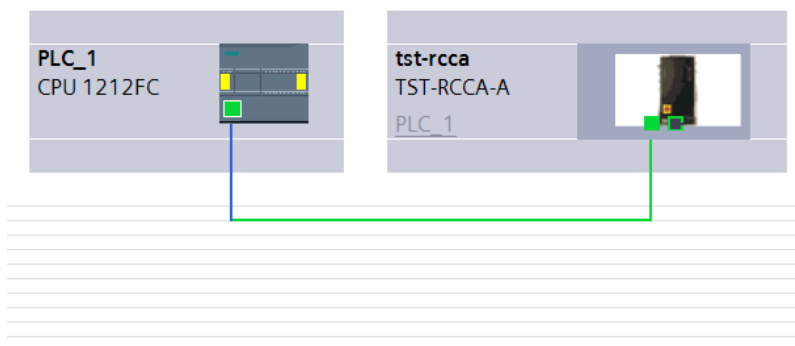 PLC_1
CPU 1212FC
tst-rcca
TST-RCCA-A
PLC_1